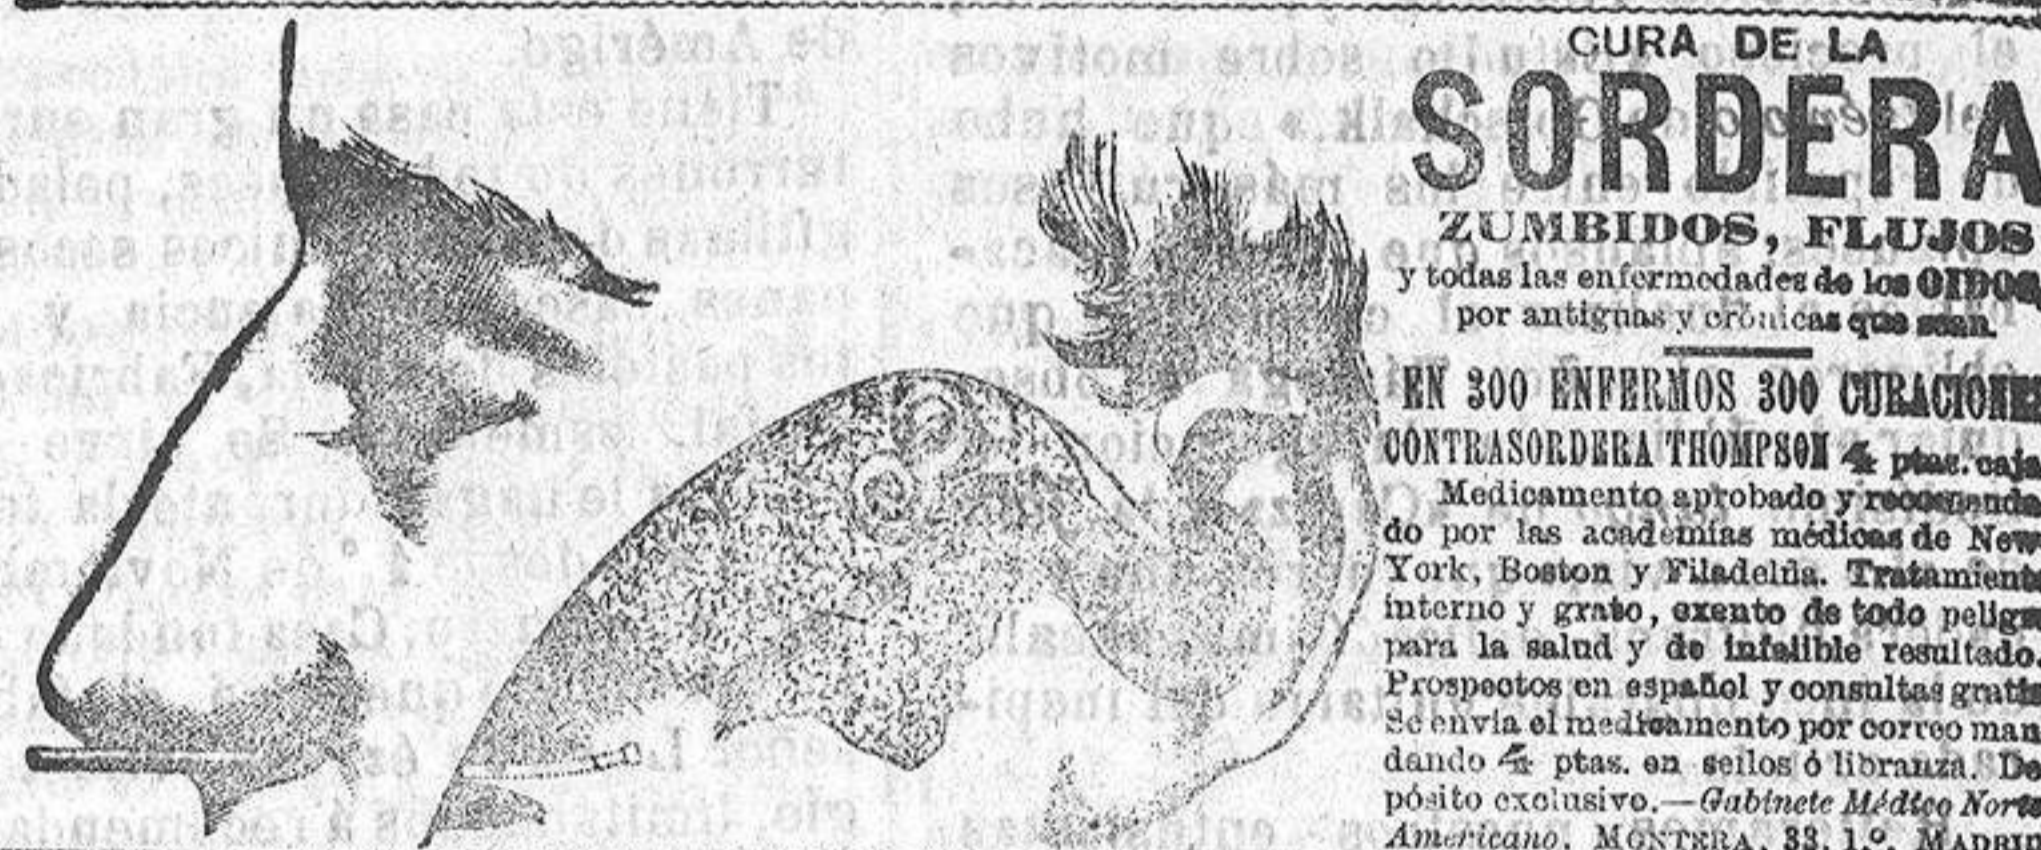 CURA DE LA
SORDERA
ZUMBIDOS, FLUJOS
y todas las enfermedades de los OIDOS
por antiguas y crónicas que sean.
EN 300 ENFERMOS 300 CURACIONE
CONTRASORDERA THOMPSON 4 ptas. caja
Medicamento aprobado y recomenda
do por las academias médicas de New
York, Boston y Filadelfia. Tratamient
interno y grato, exento de todo pelig
para la salud y de infalible resultado.
Prospectos en español y consultas gratis
Se envia el medicamento por correo man
dando 4 ptas. en sellos ó libranza. De
pósito exclusivo.—Gabinete Médico Norte
Americano, MONTERA, 33, 1.º, MADRID